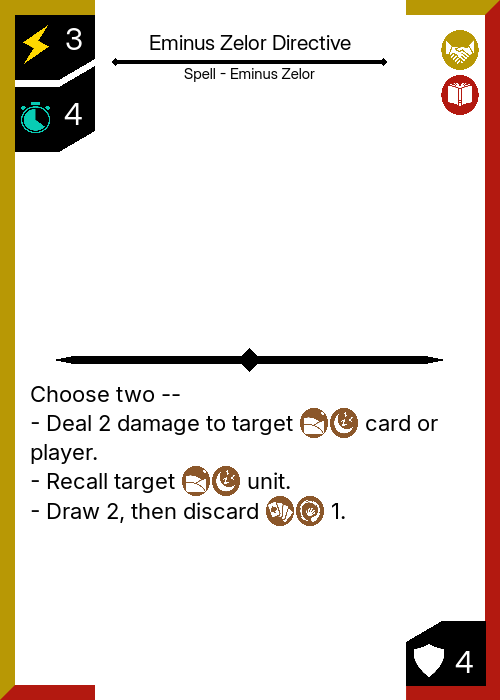 3
Eminus Zelor Directive
Spell - Eminus Zelor
4
Choose two --
- Deal 2 damage to target card or
player.
- Recall target unit.
- Draw 2, then discard 1.
4